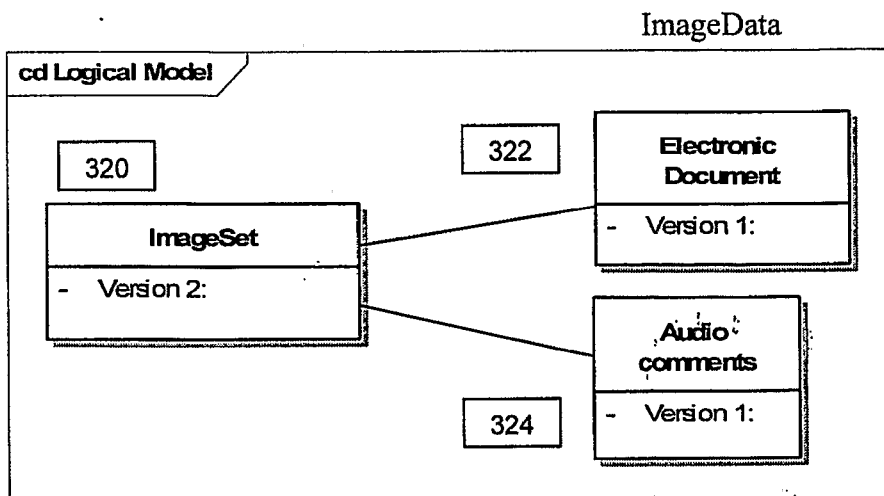 ImageData
cd Logical Model
320
ImageSet
- Version 2:
322
Electronic
Document
- Version 1:
324
Audio
comments
- Version 1: